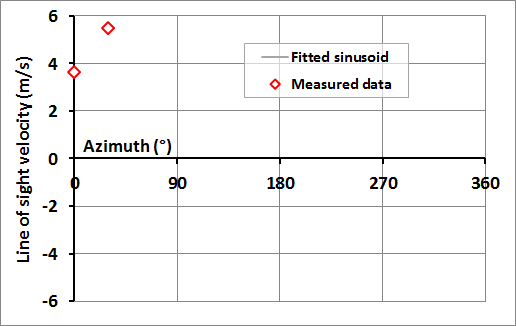 6
4
2
0
-2
-4
-6
Line of sight velocity (m/s)
Fitted sinusoid
Measured data
Azimuth (°)
0 90 180 270 360